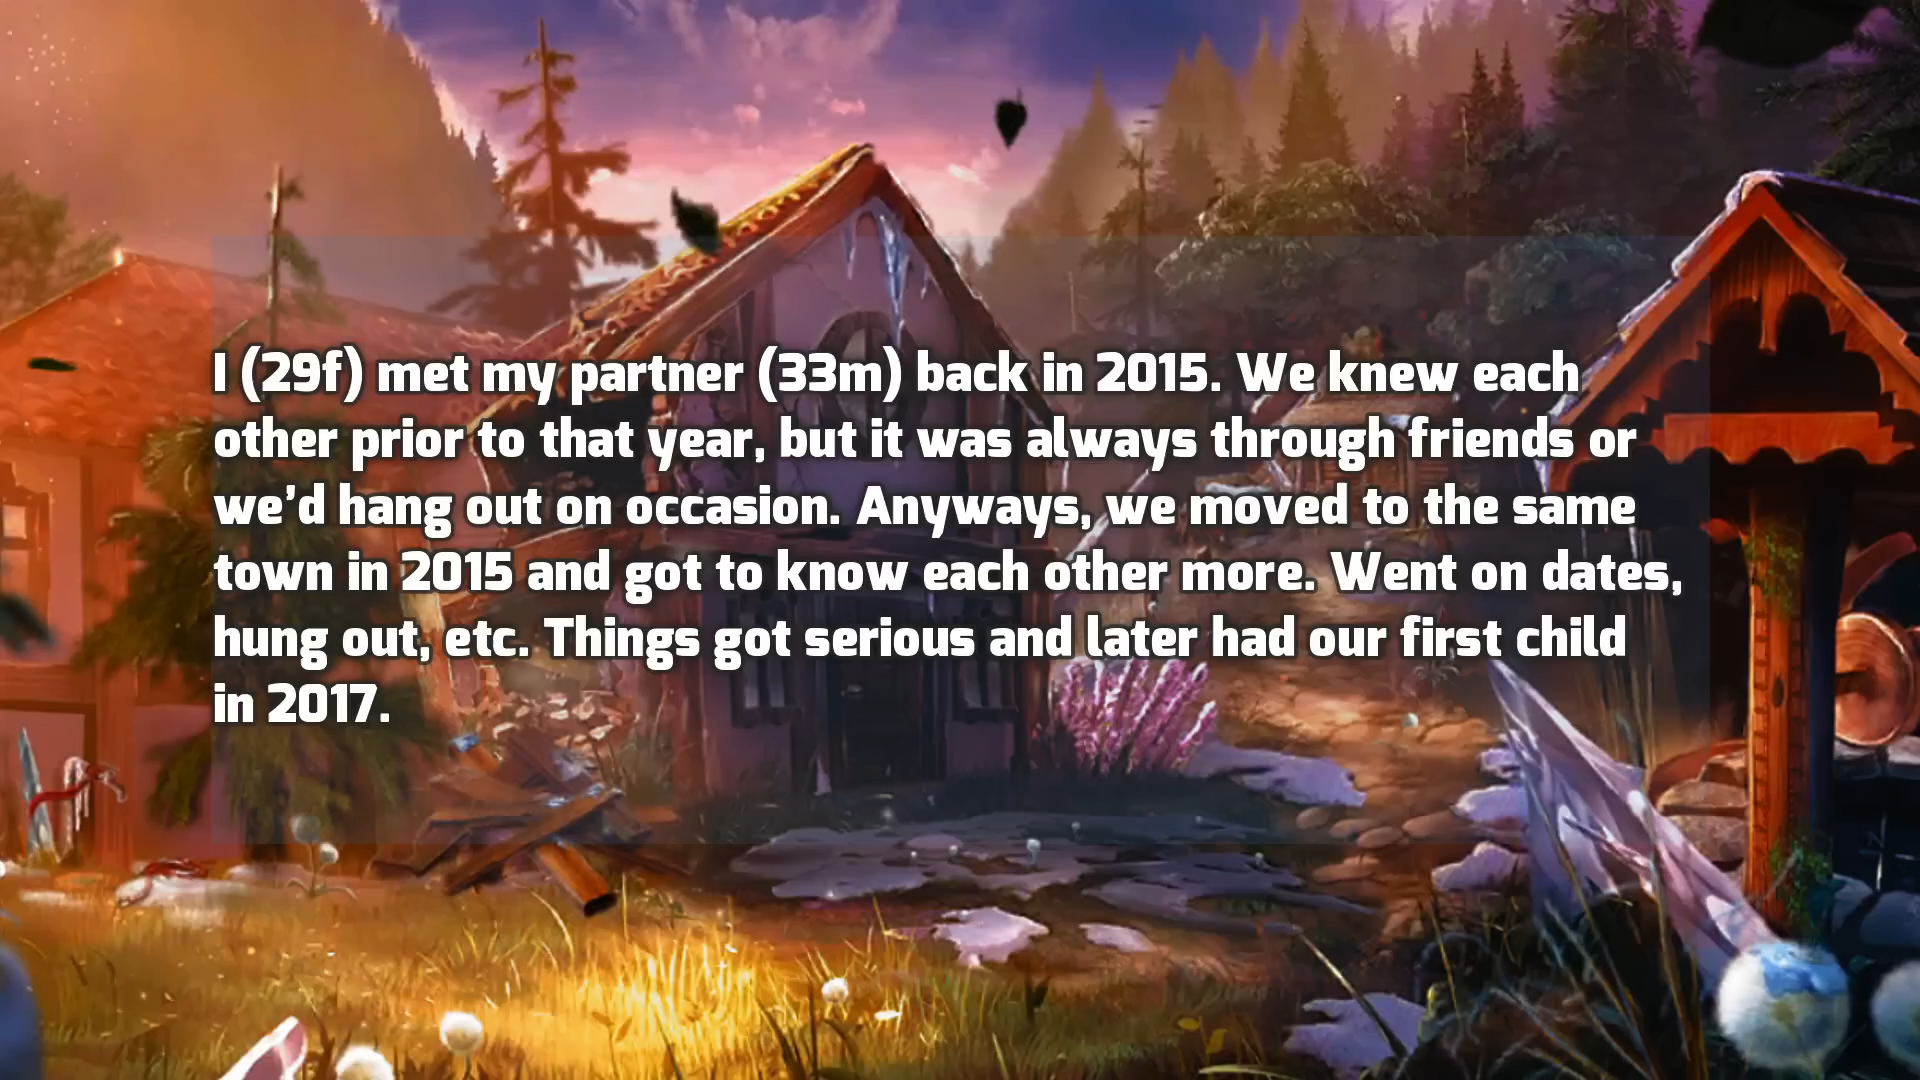 I (29f) met my partner (33m) back in 2015. We knew each
other prior to that year, but it was always through friends or
we’d hang out on occasion. Anyways, we moved to the same
town in 2015 and got to know each other more. Went on dates,
hung out, etc. Things got serious and later had our first child
in 2017.